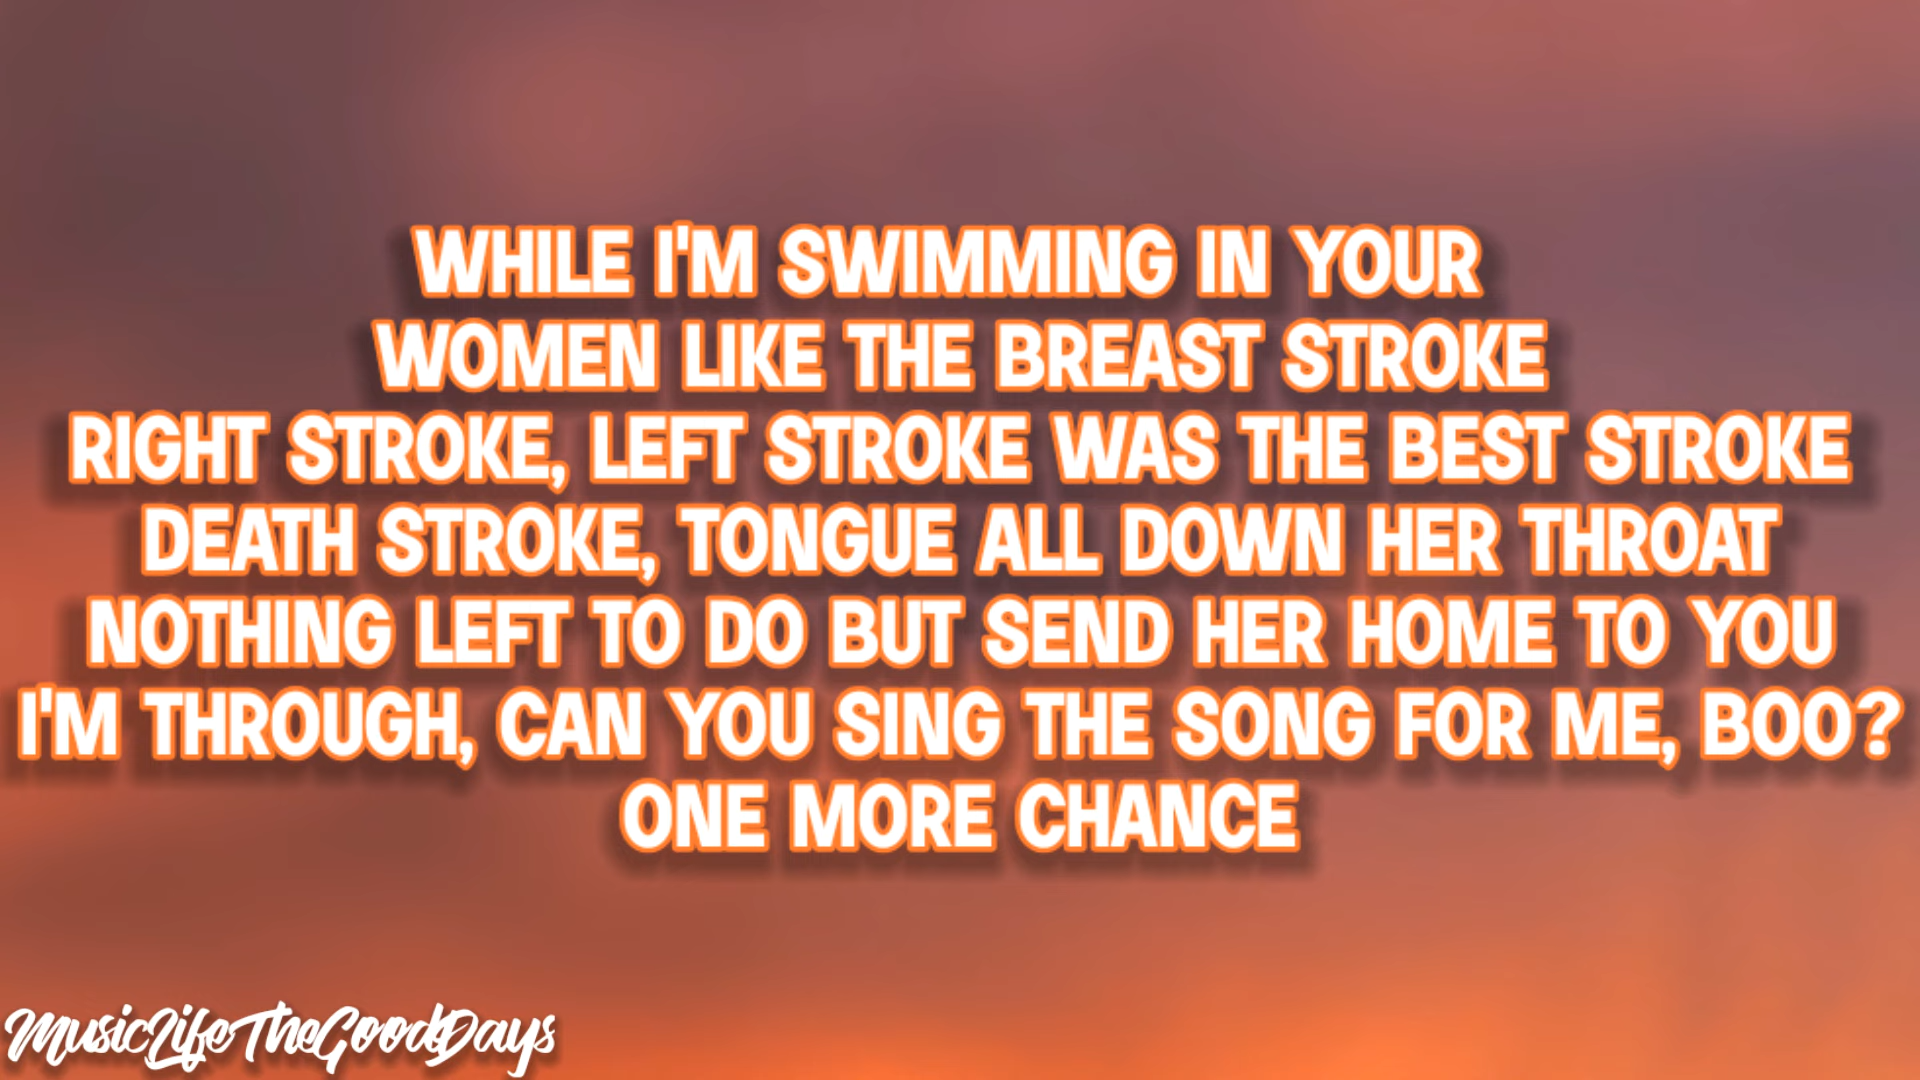 WHILE I'M SWIMMING IN YOUR
WOMEN LIKE THE BREAST STROKE
RIGHT STROKE, LEFT STROKE WAS THE BEST STROKE
DEATH STROKE, TONGUE ALL DOWN HER THROAT
NOTHING LEFT TO DO BUT SEND HER HOME TO YOU
I'M THROUGH, CAN YOU SING THE SONG FOR ME, BOO?
ONE MORE CHANCE
MusicLifeTheGoodDays